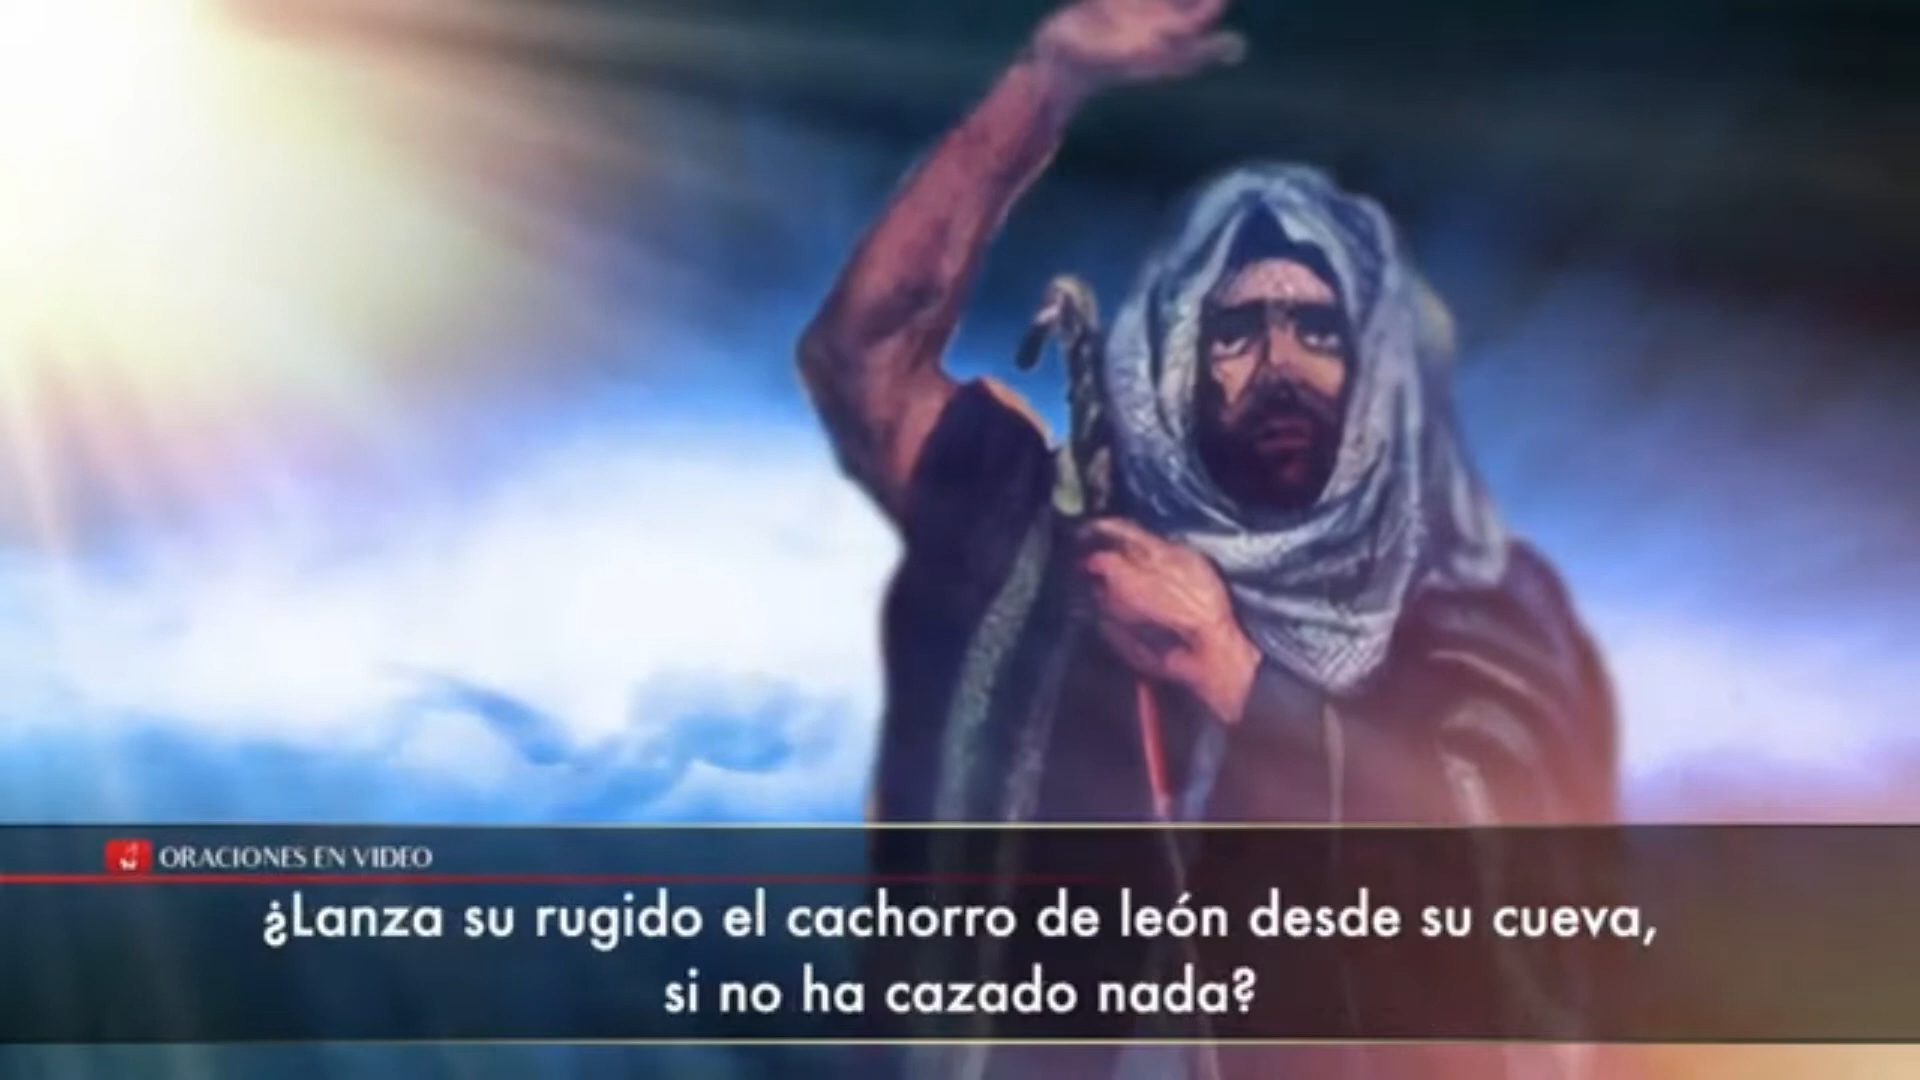 ORACIONES EN VIDEO
¿Lanza su rugido el cachorro de león desde su cueva,
si no ha cazado nada?